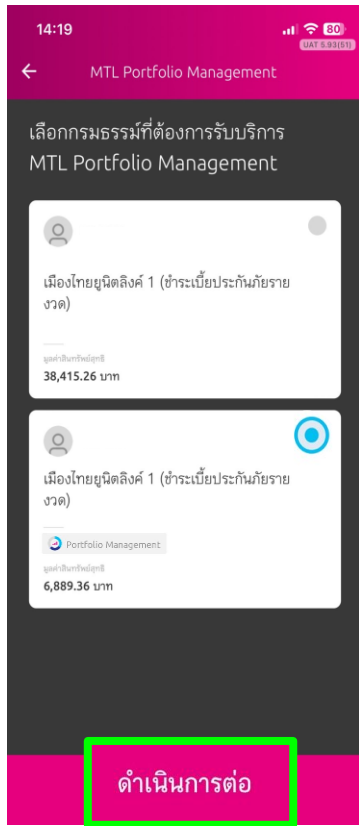 14:19
80
UAT 5.93(51)
MTL Portfolio Management
เลือกกรมธรรม์ที่ต้องการรับบริการ
MTL Portfolio Management
เมืองไทยยูนิตลิงค์ 1 (ชำระเบี้ยประกันภัยราย
งวด)
มูลค่าสินทรัพย์สุทธิ
38,415.26 บาท
เมืองไทยยูนิตลิงค์ 1 (ชำระเบี้ยประกันภัยราย
งวด)
Portfolio Management
มูลค่าสินทรัพย์สุทธิ
6,889.36 บาท
ดำเนินการต่อ